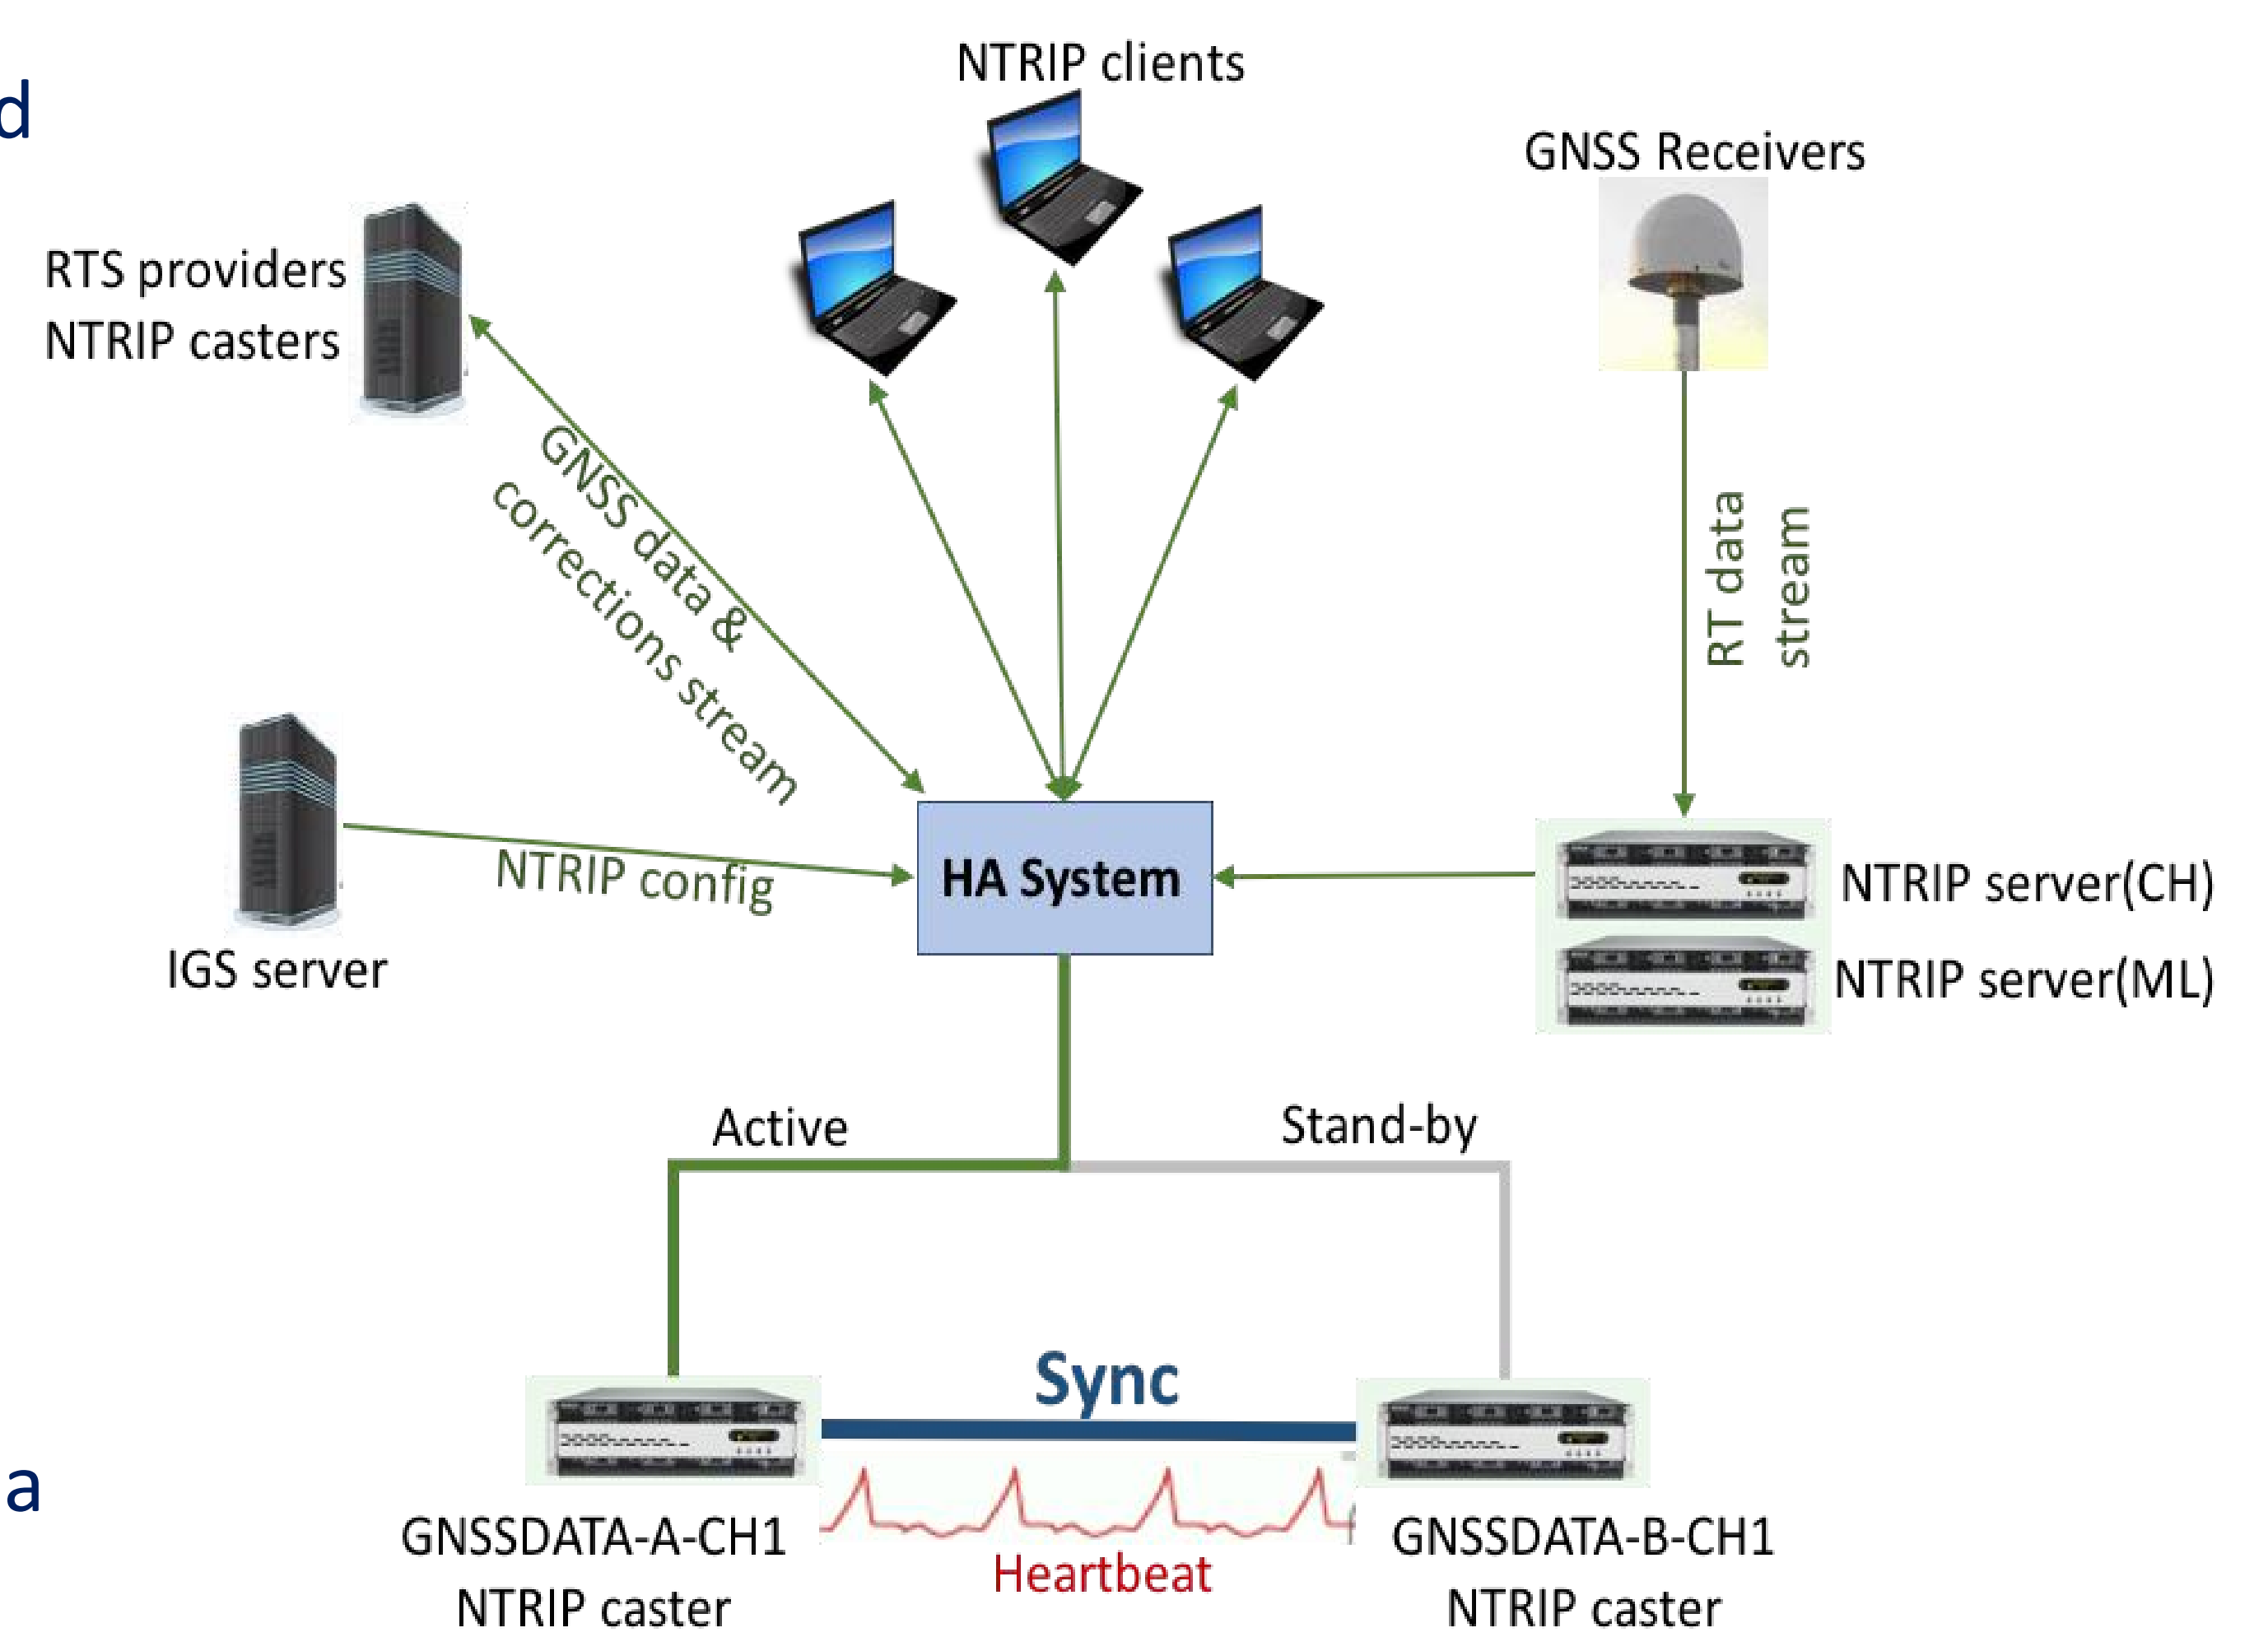 d
NTRIP clients
GNSS Receivers
RTS providers
NTRIP casters
GNSS data &
corrections stream
RT data
stream
NTRIP config
HA System
IGS server
NTRIP server(CH)
NTRIP server(ML)
Active
Stand-by
Sync
Heartbeat
a
GNSSDATA-A-CH1
NTRIP caster
GNSSDATA-B-CH1
NTRIP caster